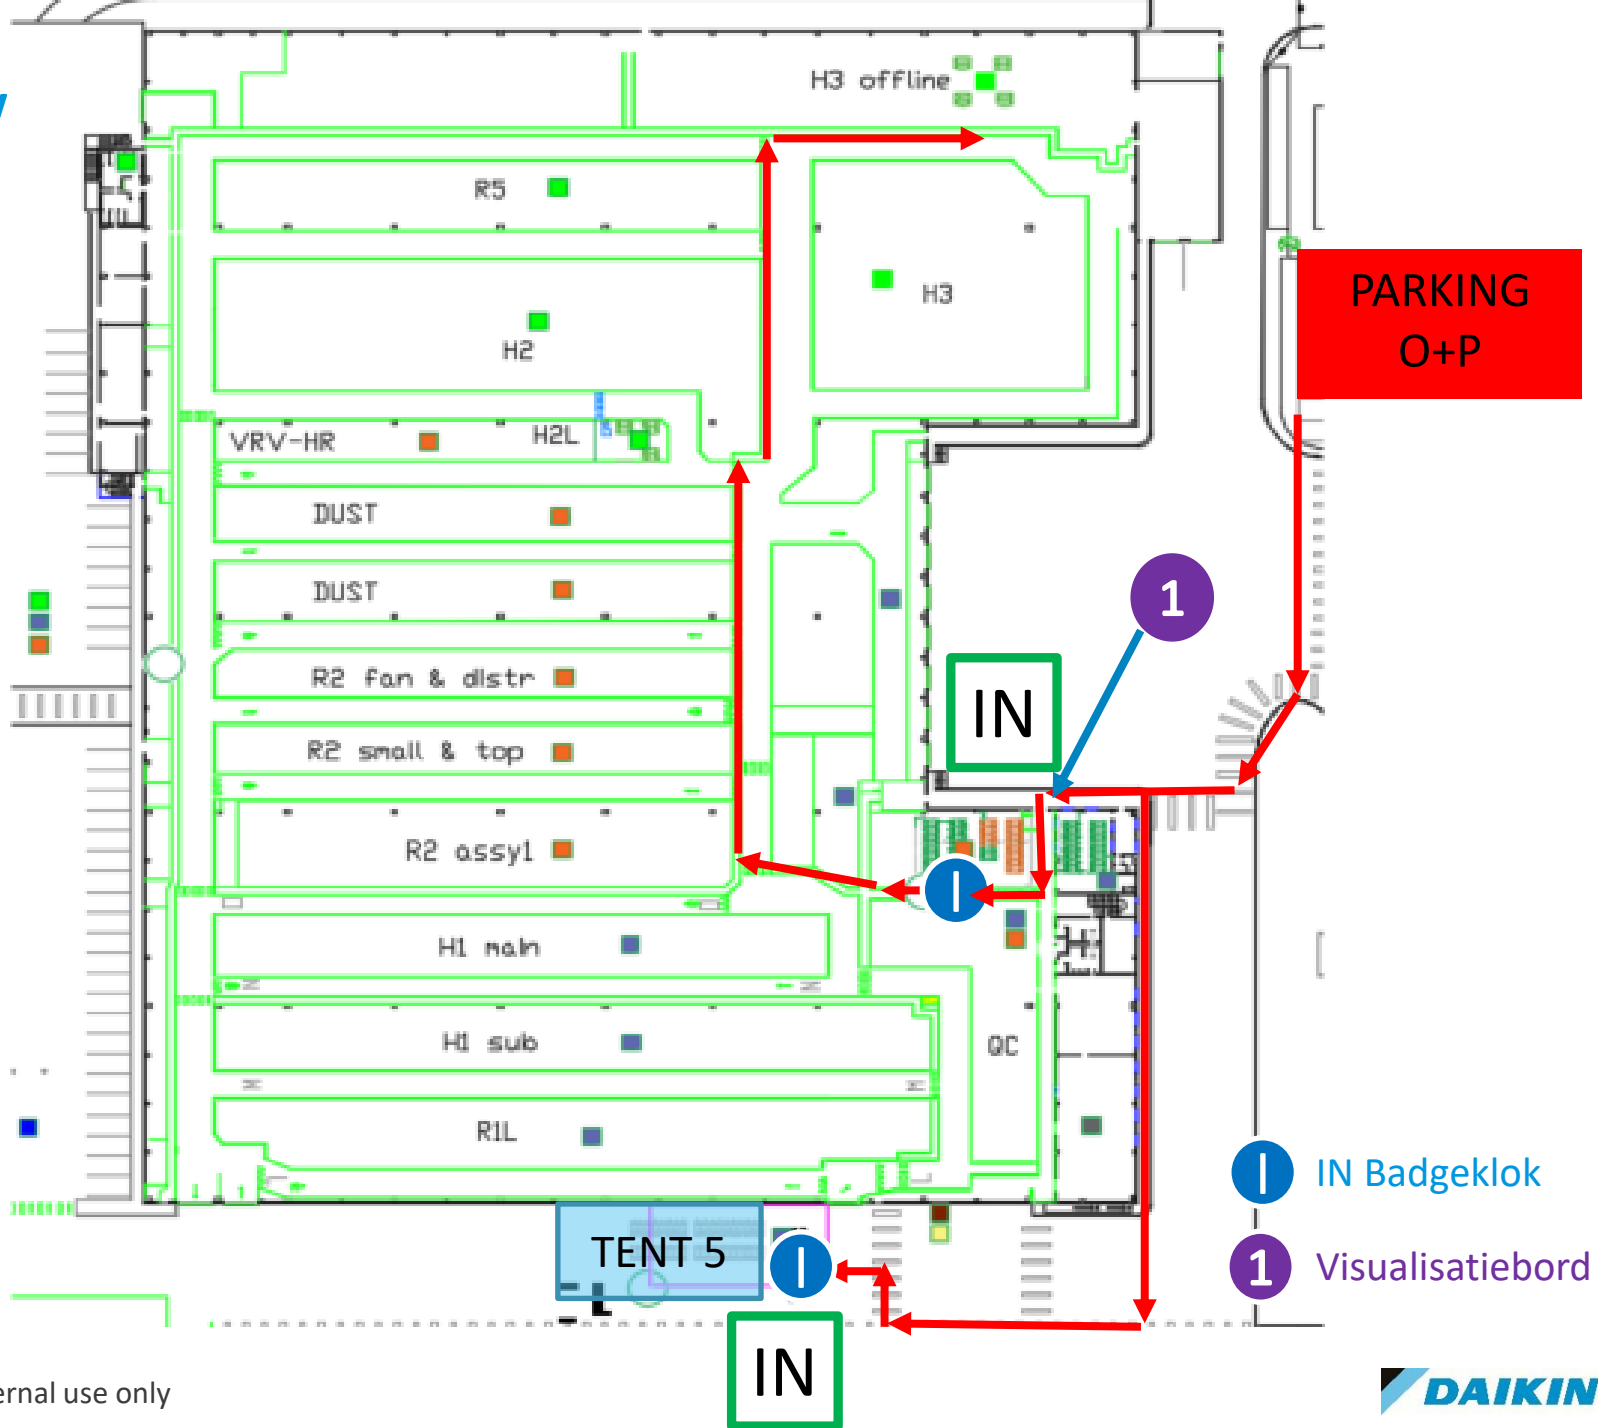 H3 offline
R5
PARKING
O+P
H3
H2
VRV-HR
H2L
DUST
DUST
1
R2 fan & distr
IN
R2 small & top
R2 assy1
I
H1 main
H1 sub
QC
R1L
I IN Badgeklok
TENT 5
I
1 Visualisatiebord
IN
ernal use only
DAIKIN